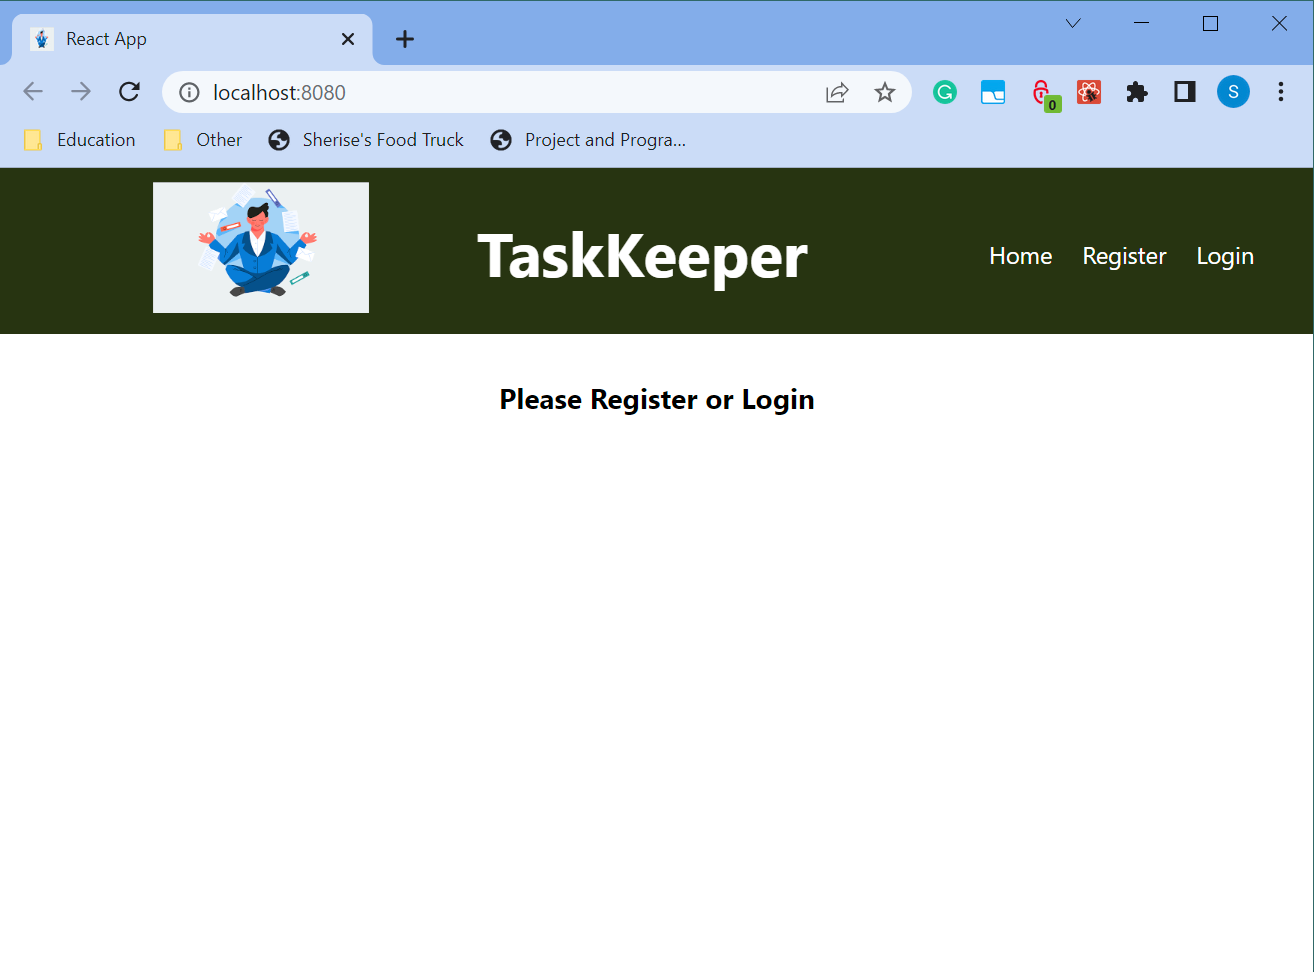 React App
localhost:8080
0
S
Education
Other
Sherise's Food Truck
Project and Progra...
TaskKeeper
Home
Register
Login
Please Register or Login